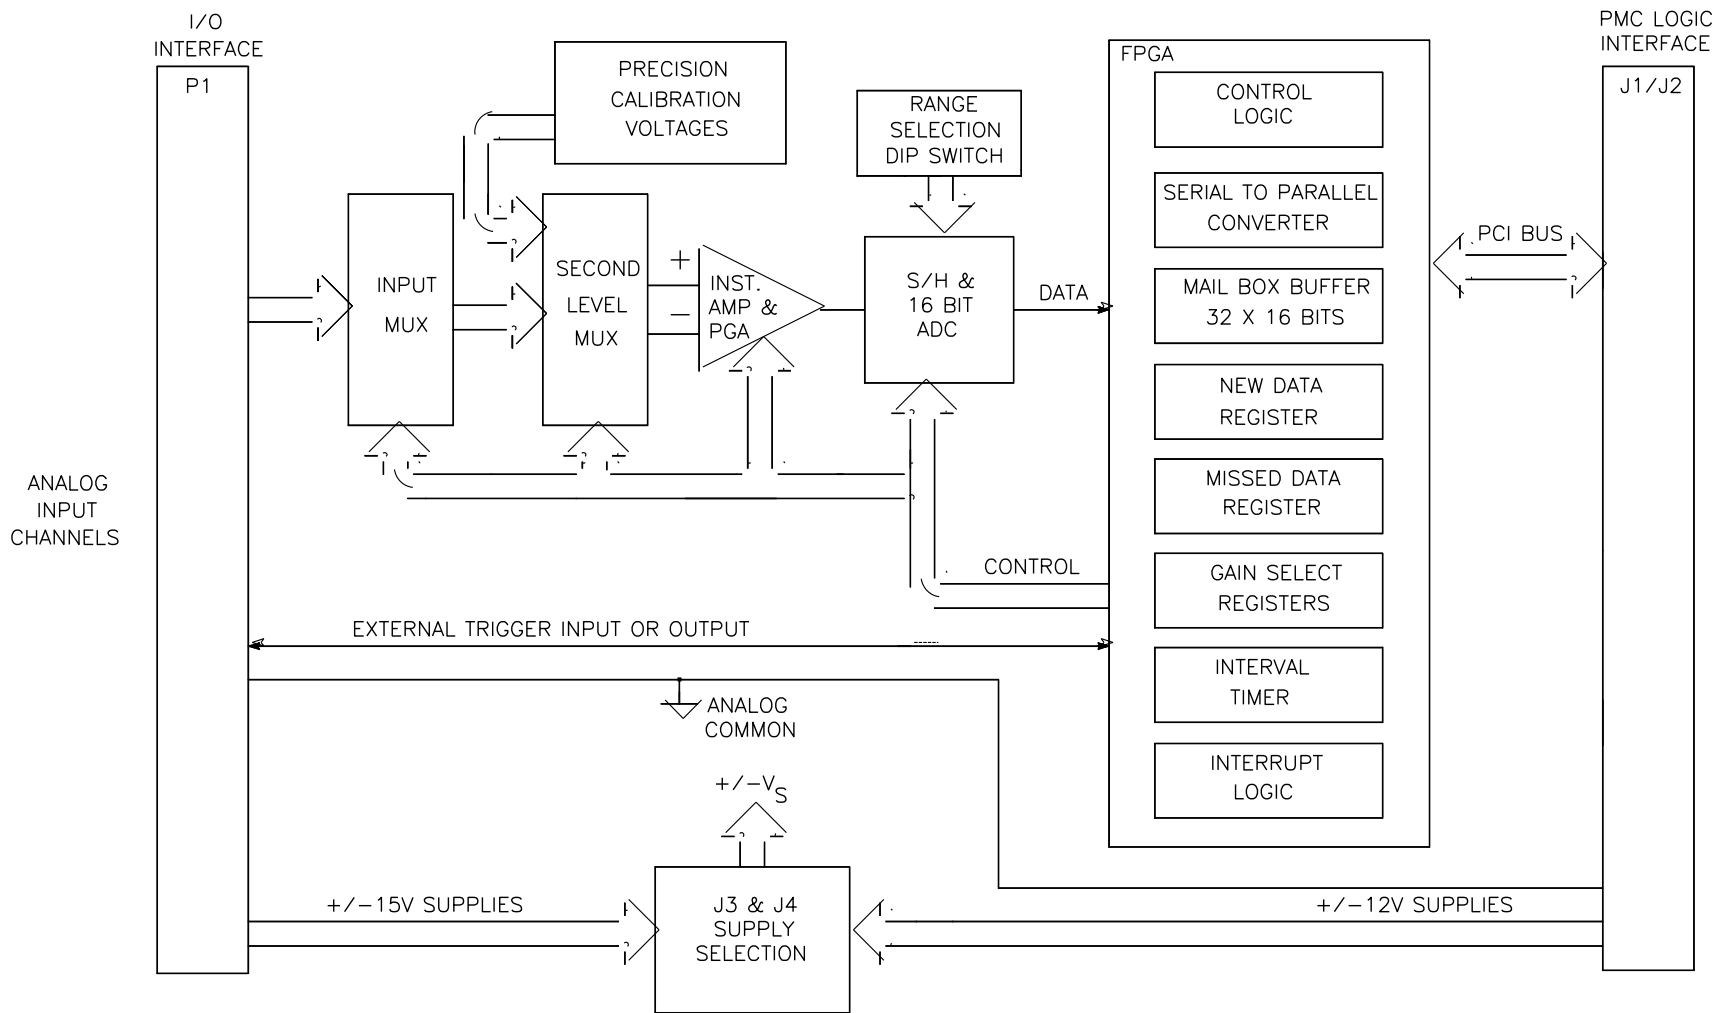 I/O
INTERFACE
P1
ANALOG
INPUT
CHANNELS
PRECISION
CALIBRATION
VOLTAGES
INPUT
MUX
SECOND
LEVEL
MUX
+
−
INST.
AMP &
PGA
RANGE
SELECTION
DIP SWITCH
S/H &
16 BIT
ADC
DATA
CONTROL
EXTERNAL TRIGGER INPUT OR OUTPUT
ANALOG
COMMON
+/−VS
J3 & J4
SUPPLY
SELECTION
+/−15V SUPPLIES
+/−12V SUPPLIES
FPGA
CONTROL
LOGIC
SERIAL TO PARALLEL
CONVERTER
MAIL BOX BUFFER
32 X 16 BITS
NEW DATA
REGISTER
MISSED DATA
REGISTER
GAIN SELECT
REGISTERS
INTERVAL
TIMER
INTERRUPT
LOGIC
PCI BUS
PMC LOGIC
INTERFACE
J1/J2